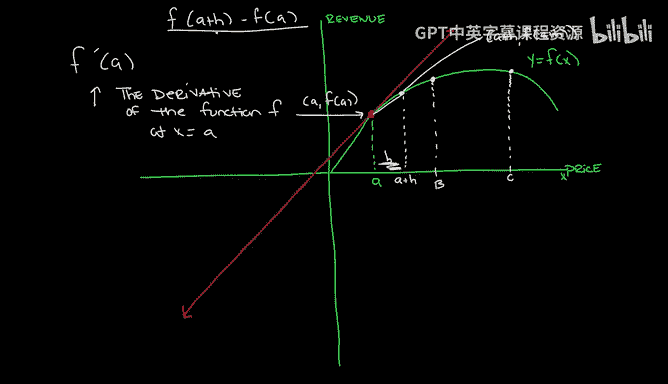 f(a+h) - f(a)
REVENUE
GPT中英字幕课程资源 bilibili
f´(a)
y=f(x)
↑ THE DERIVATIVE
of the function f
at x = a
(a, f(a))
h
a
a+h
B
C
x
PRICE